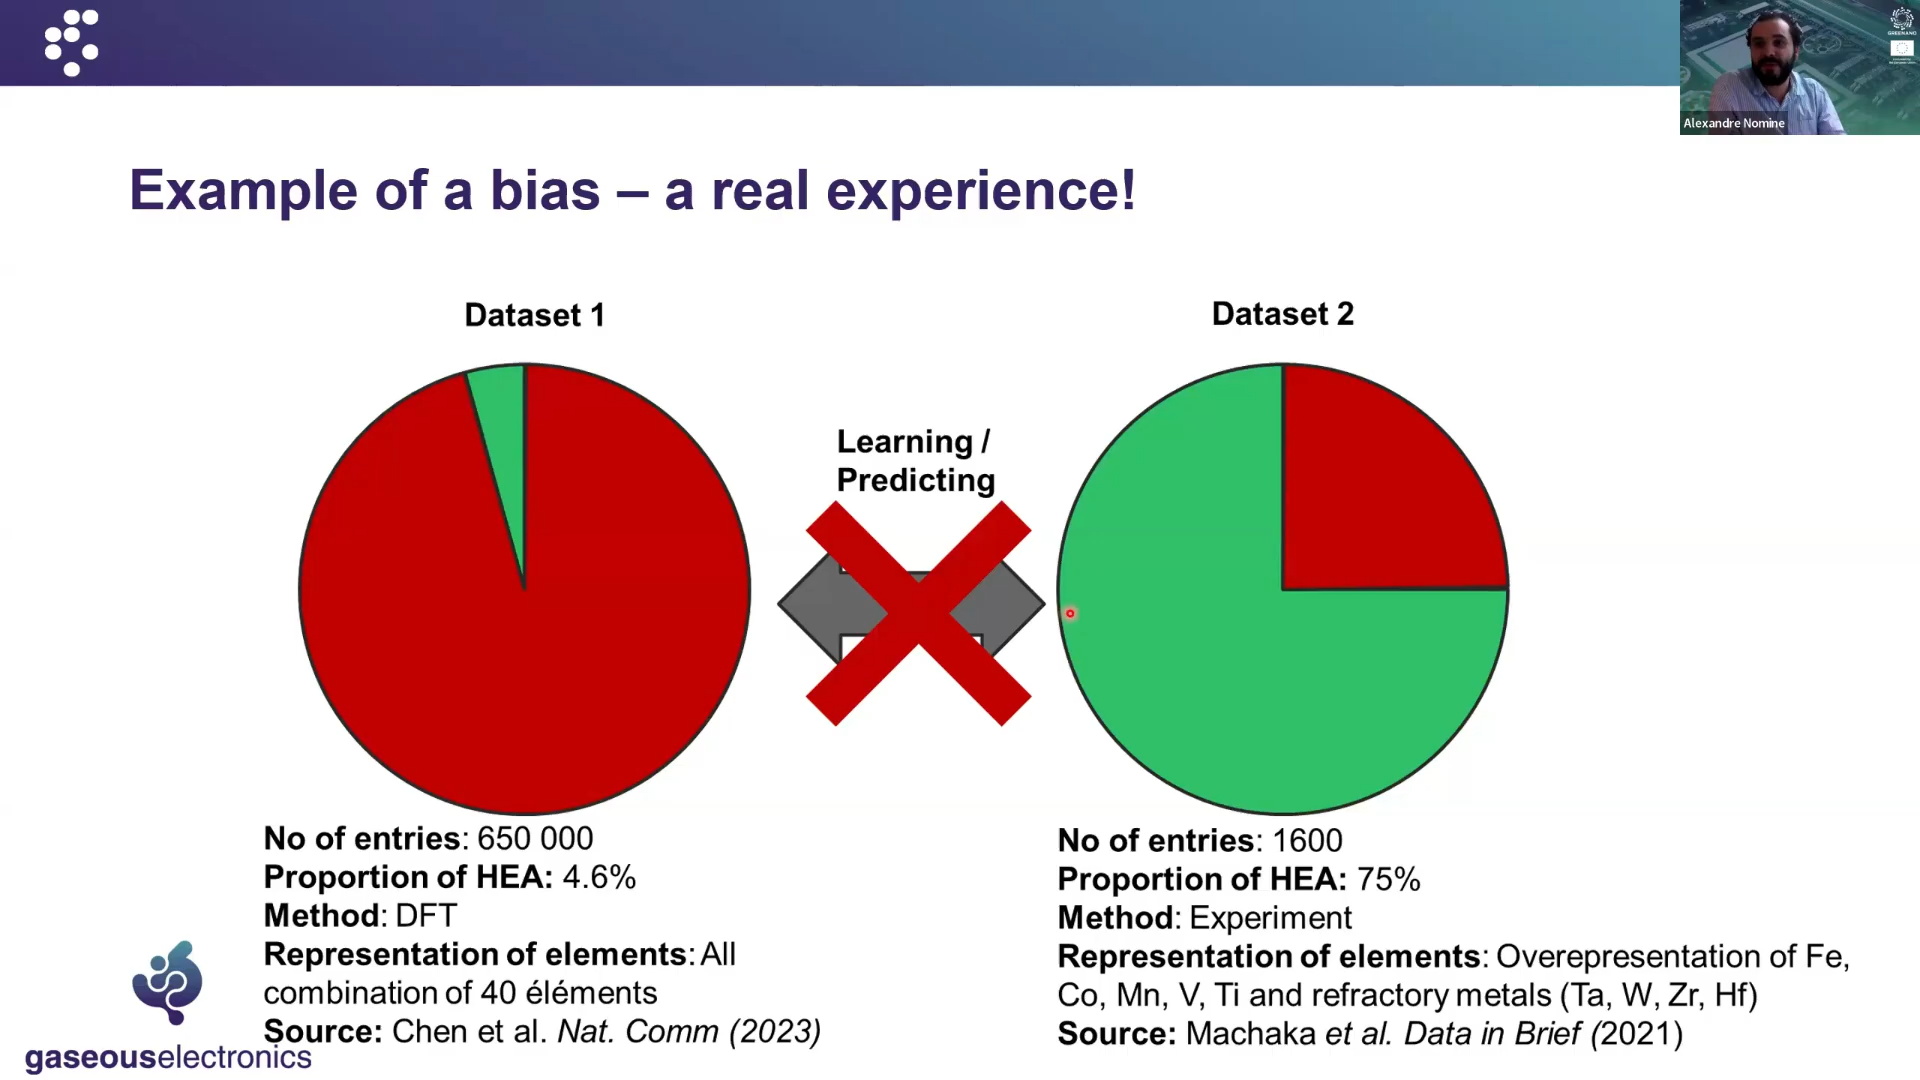 Alexandre Nomine
GREENANO
Example of a bias – a real experience!
Dataset 1
Dataset 2
Learning /
Predicting
No of entries: 650 000
Proportion of HEA: 4.6%
Method: DFT
Representation of elements: All
combination of 40 éléments
Source: Chen et al. Nat. Comm (2023)
No of entries: 1600
Proportion of HEA: 75%
Method: Experiment
Representation of elements: Overepresentation of Fe,
Co, Mn, V, Ti and refractory metals (Ta, W, Zr, Hf)
Source: Machaka et al. Data in Brief (2021)
gaseouselectronics